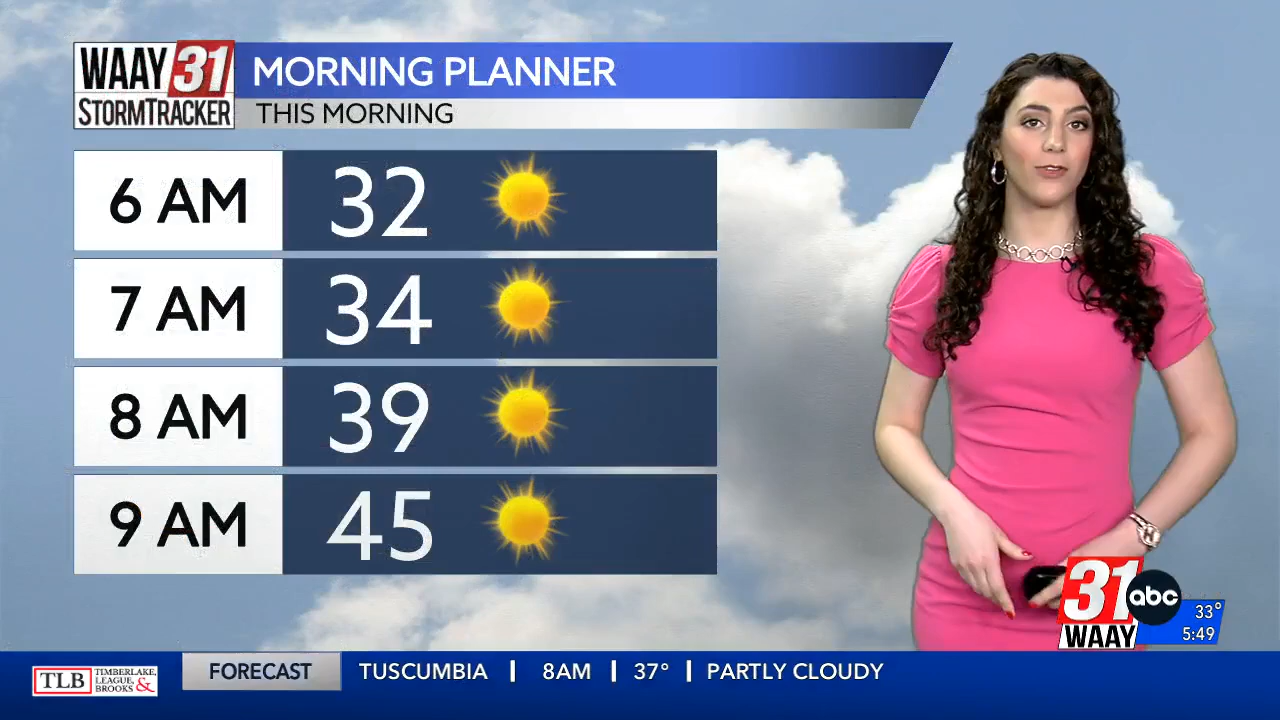 WAAY 31
STORMTRACKER
MORNING PLANNER
THIS MORNING
6 AM 32
7 AM 34
8 AM 39
9 AM 45
31
abc
WAAY
33°
5:49
TLB TIMBERLAKE, LEAGUE, & BROOKS
FORECAST TUSCUMBIA | 8AM | 37° | PARTLY CLOUDY